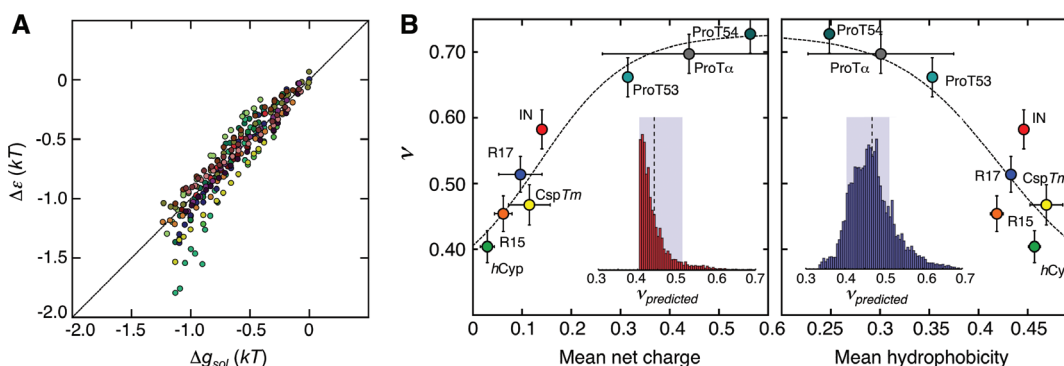 A
B
0
-0.5
-1.0
-1.5
-2.0
Δε (kT)
-2.0
-1.5
-1.0
-0.5
0
Δg_sol (kT)
ν
0.70
0.60
0.50
0.40
ProT54
ProTα
ProT53
IN
R17
CspTm
R15
hCyp
0.3 0.4 0.5 0.6 0.7
ν_predicted
0 0.1 0.2 0.3 0.4 0.5 0.6
Mean net charge
ProT54
ProTα
ProT53
IN
R17
CspTm
R15
hCy
0.3 0.4 0.5 0.6 0.7
ν_predicted
0.25 0.30 0.35 0.40 0.45
Mean hydrophobicity